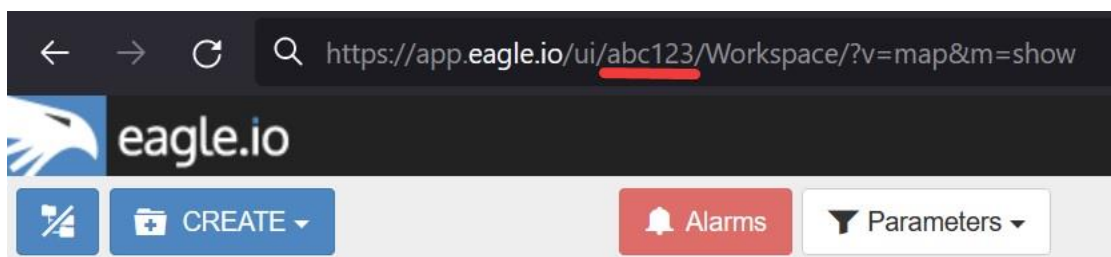 https://app.eagle.io/ui/abc123/Workspace/?v=map&m=show
eagle.io
CREATE Alarms Parameters